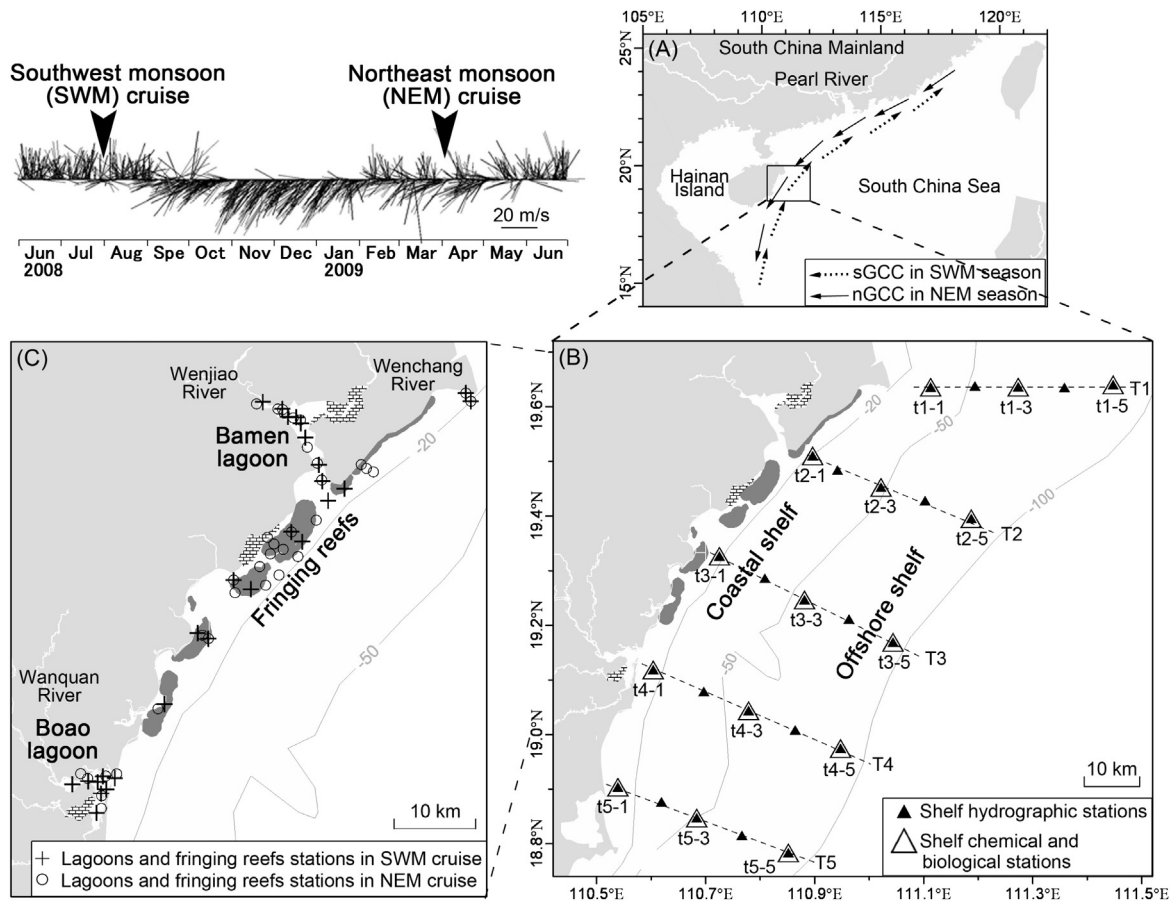 Southwest monsoon
(SWM) cruise
Northeast monsoon
(NEM) cruise
20 m/s
Jun Jul Aug Spe Oct Nov Dec Jan Feb Mar Apr May Jun
2008 2009
105°E 110°E 115°E 120°E
25°N
20°N
15°N
(A)
South China Mainland
Pearl River
Hainan
Island
South China Sea
sGCC in SWM season
nGCC in NEM season
(C)
Wenjiao
River
Wenchang
River
Bamen
lagoon
-20
Fringing reefs
-50
Wanquan
River
Boao
lagoon
10 km
+ Lagoons and fringing reefs stations in SWM cruise
○ Lagoons and fringing reefs stations in NEM cruise
(B)
19.6°N
19.4°N
19.2°N
19.0°N
18.8°N
-20
-50
-100
t1-1 t1-3 t1-5 T1
t2-1 t2-3 t2-5 T2
t3-1 t3-3 t3-5 T3
t4-1 t4-3 t4-5 T4
t5-1 t5-3 t5-5 T5
Coastal shelf
Offshore shelf
-50
10 km
▲ Shelf hydrographic stations
△ Shelf chemical and
biological stations
110.5°E 110.7°E 110.9°E 111.1°E 111.3°E 111.5°E